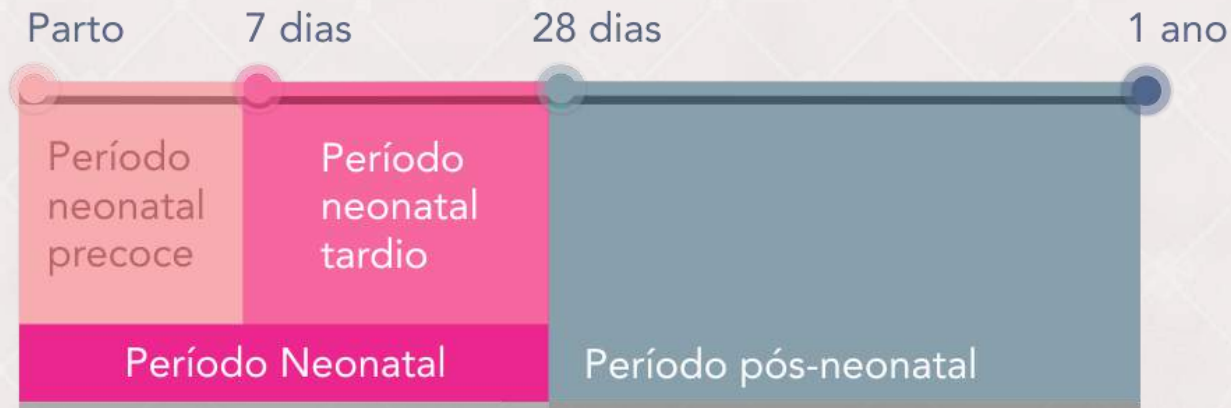 Parto
7 dias
28 dias
1 ano
Período
neonatal
precoce
Período
neonatal
tardio
Período Neonatal
Período pós-neonatal